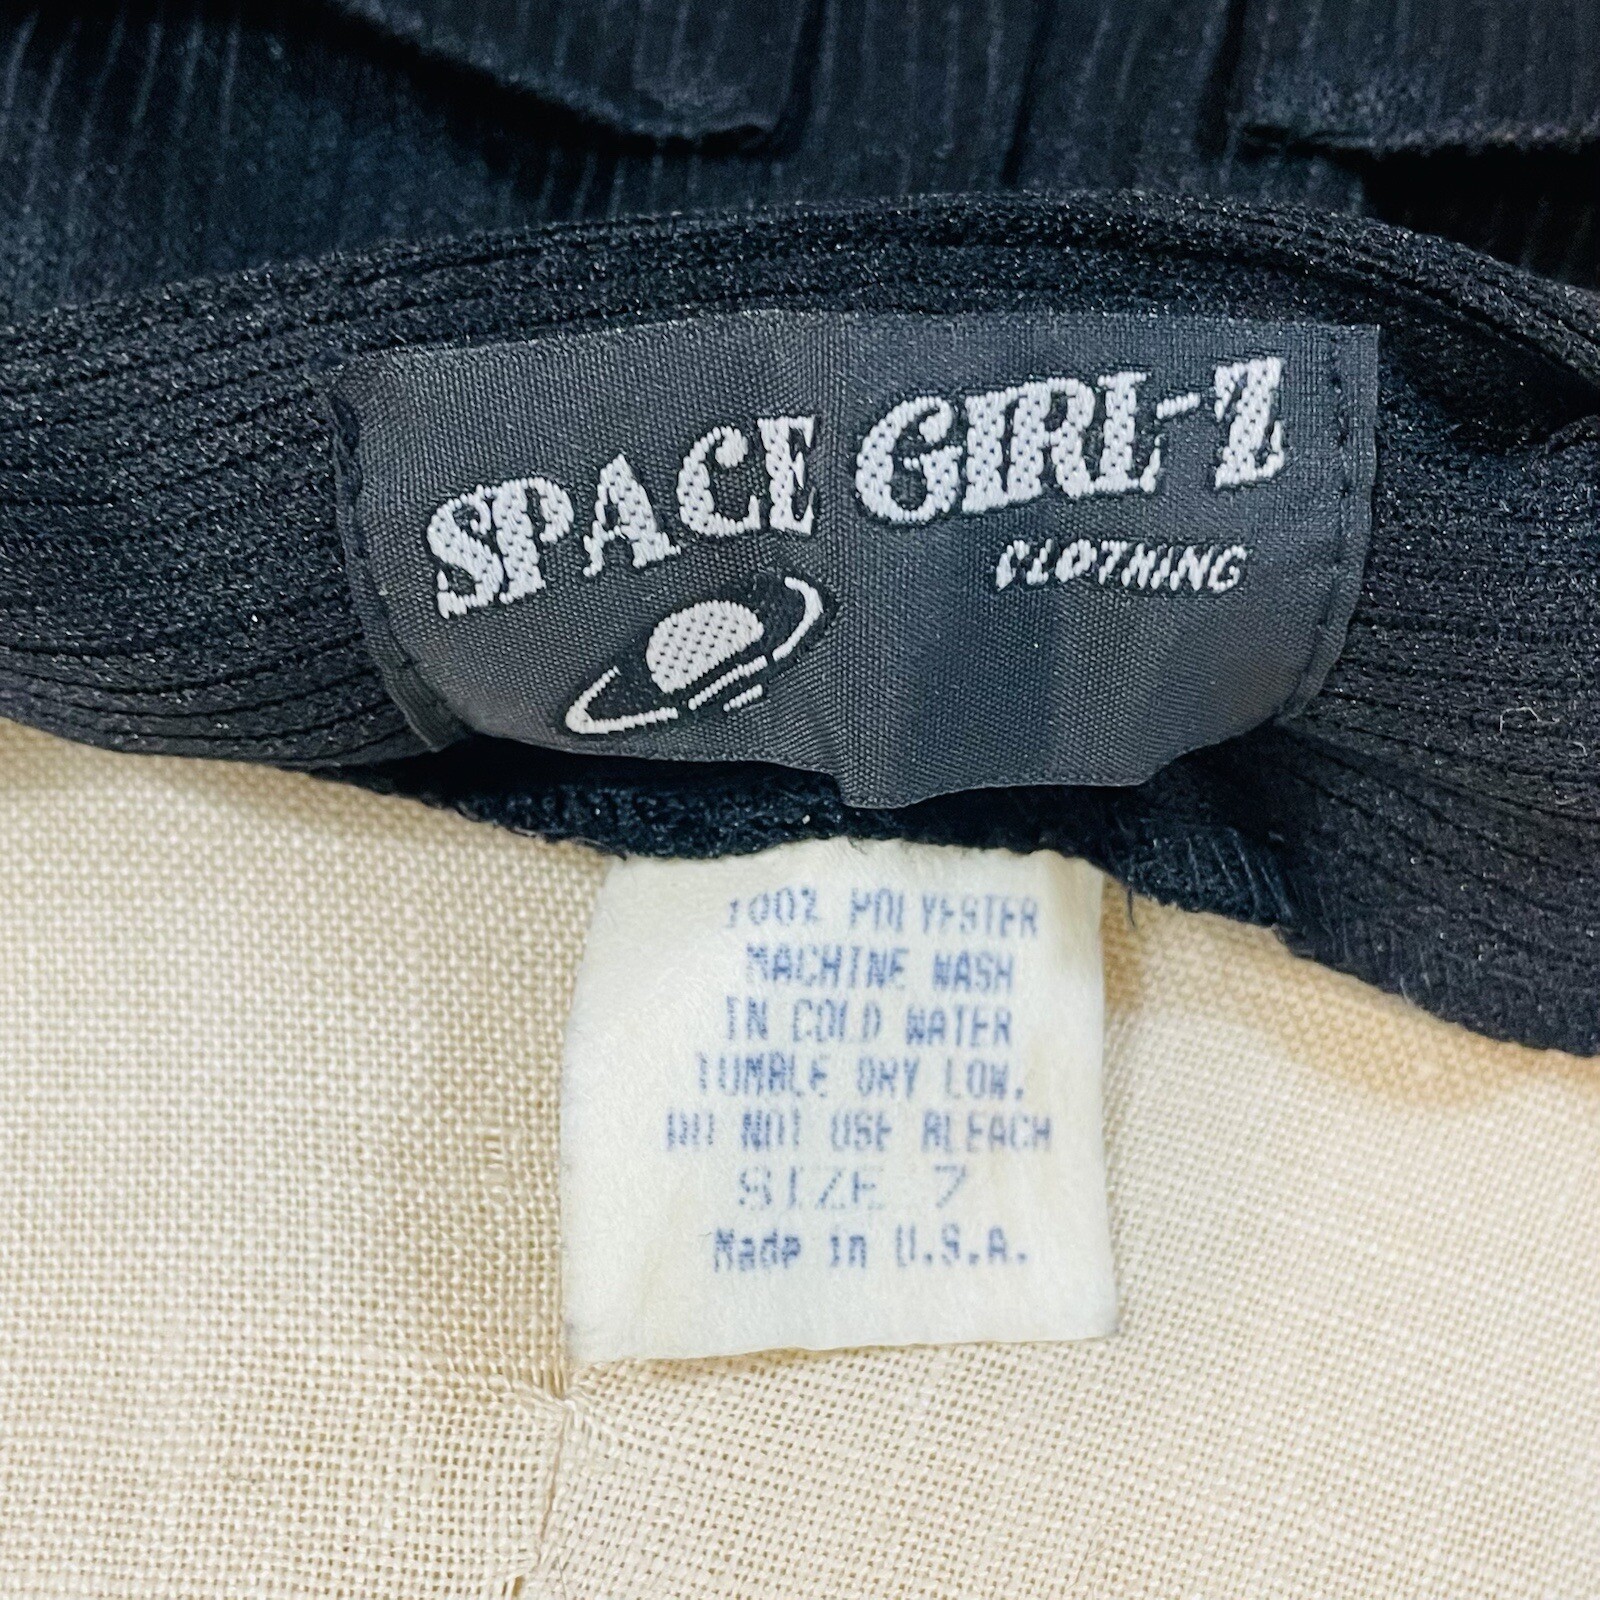 SPACE GIRL-Z
CLOTHING
100% POLYESTER
MACHINE WASH
IN COLD WATER
TUMBLE DRY LOW.
DO NOT USE BLEACH
SIZE 7
Made in U.S.A.